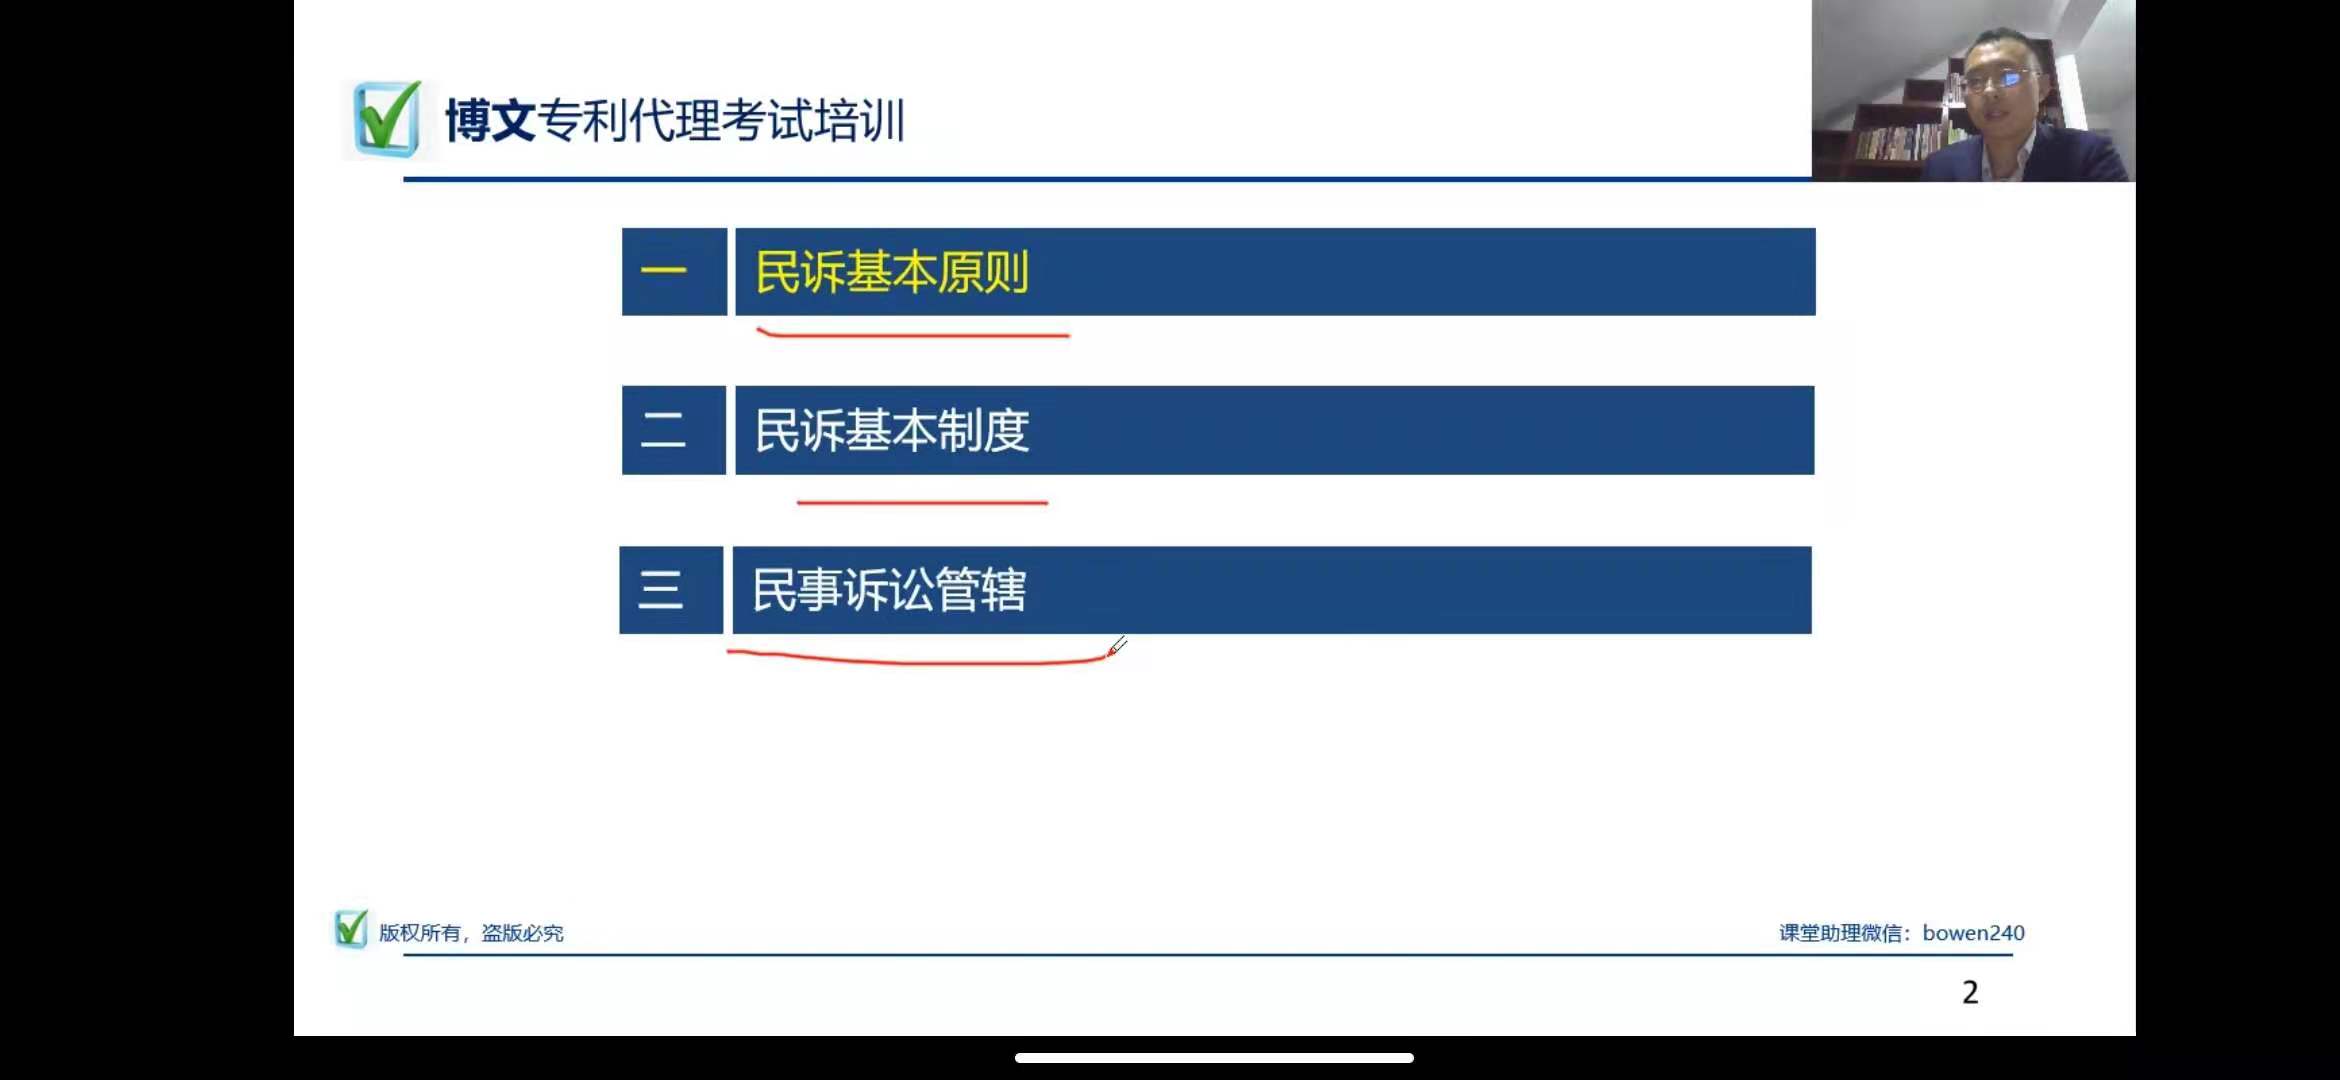 博文专利代理考试培训
一 民诉基本原则
二 民诉基本制度
三 民事诉讼管辖
版权所有，盗版必究
课堂助理微信：bowen240
2